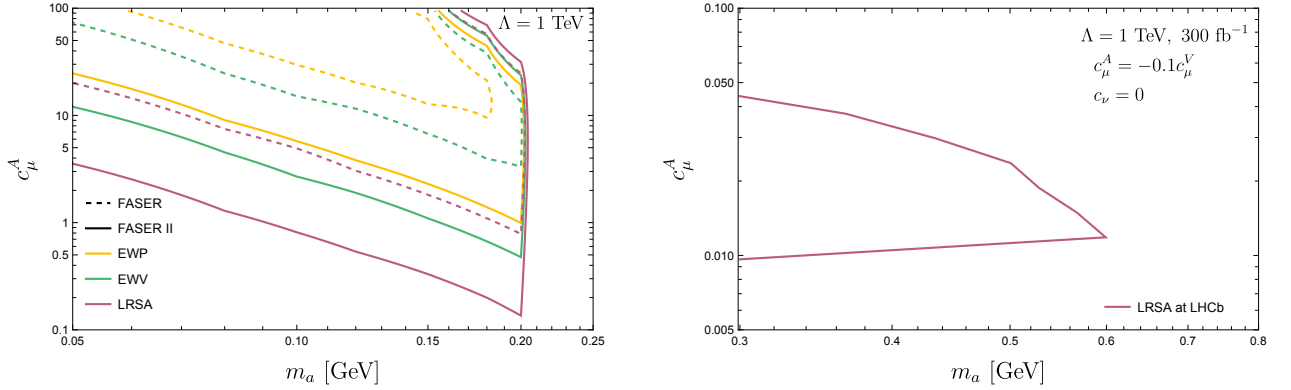 100
50
10
5
1
0.5
0.1
c_μ^A
Λ = 1 TeV
FASER
FASER II
EWP
EWV
LRSA
0.05
0.10
0.15
0.20
0.25
m_a [GeV]
0.100
0.050
0.010
0.005
c_μ^A
Λ = 1 TeV, 300 fb⁻¹
c_μ^A = −0.1c_μ^V
c_ν = 0
LRSA at LHCb
0.3
0.4
0.5
0.6
0.7
0.8
m_a [GeV]